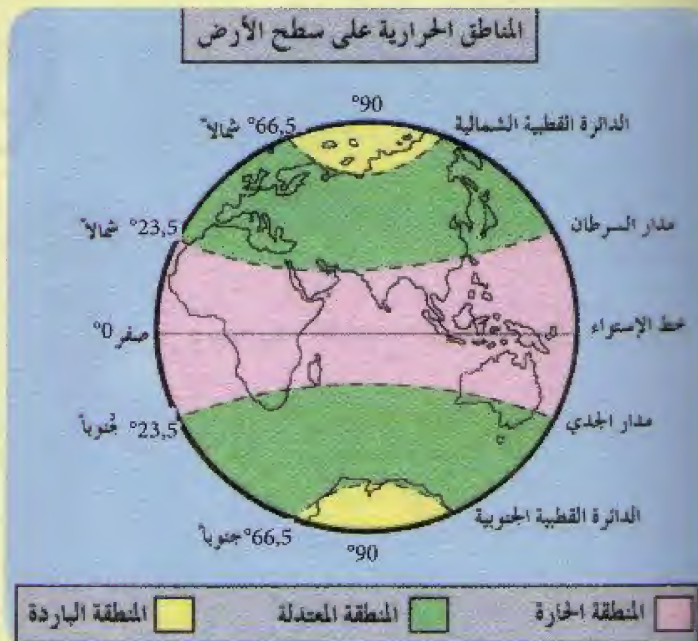 المناطق الحرارية على سطح الأرض
°90
الدائرة القطبية الشمالية
°66,5 شمالاً
مدار السرطان
°23,5 شمالاً
خط الإستواء
صفر °0
مدار الجدي
°23,5 جنوباً
الدائرة القطبية الجنوبية
°66,5 جنوباً
°90
المنطقة الحارة
المنطقة المعتدلة
المنطقة الباردة